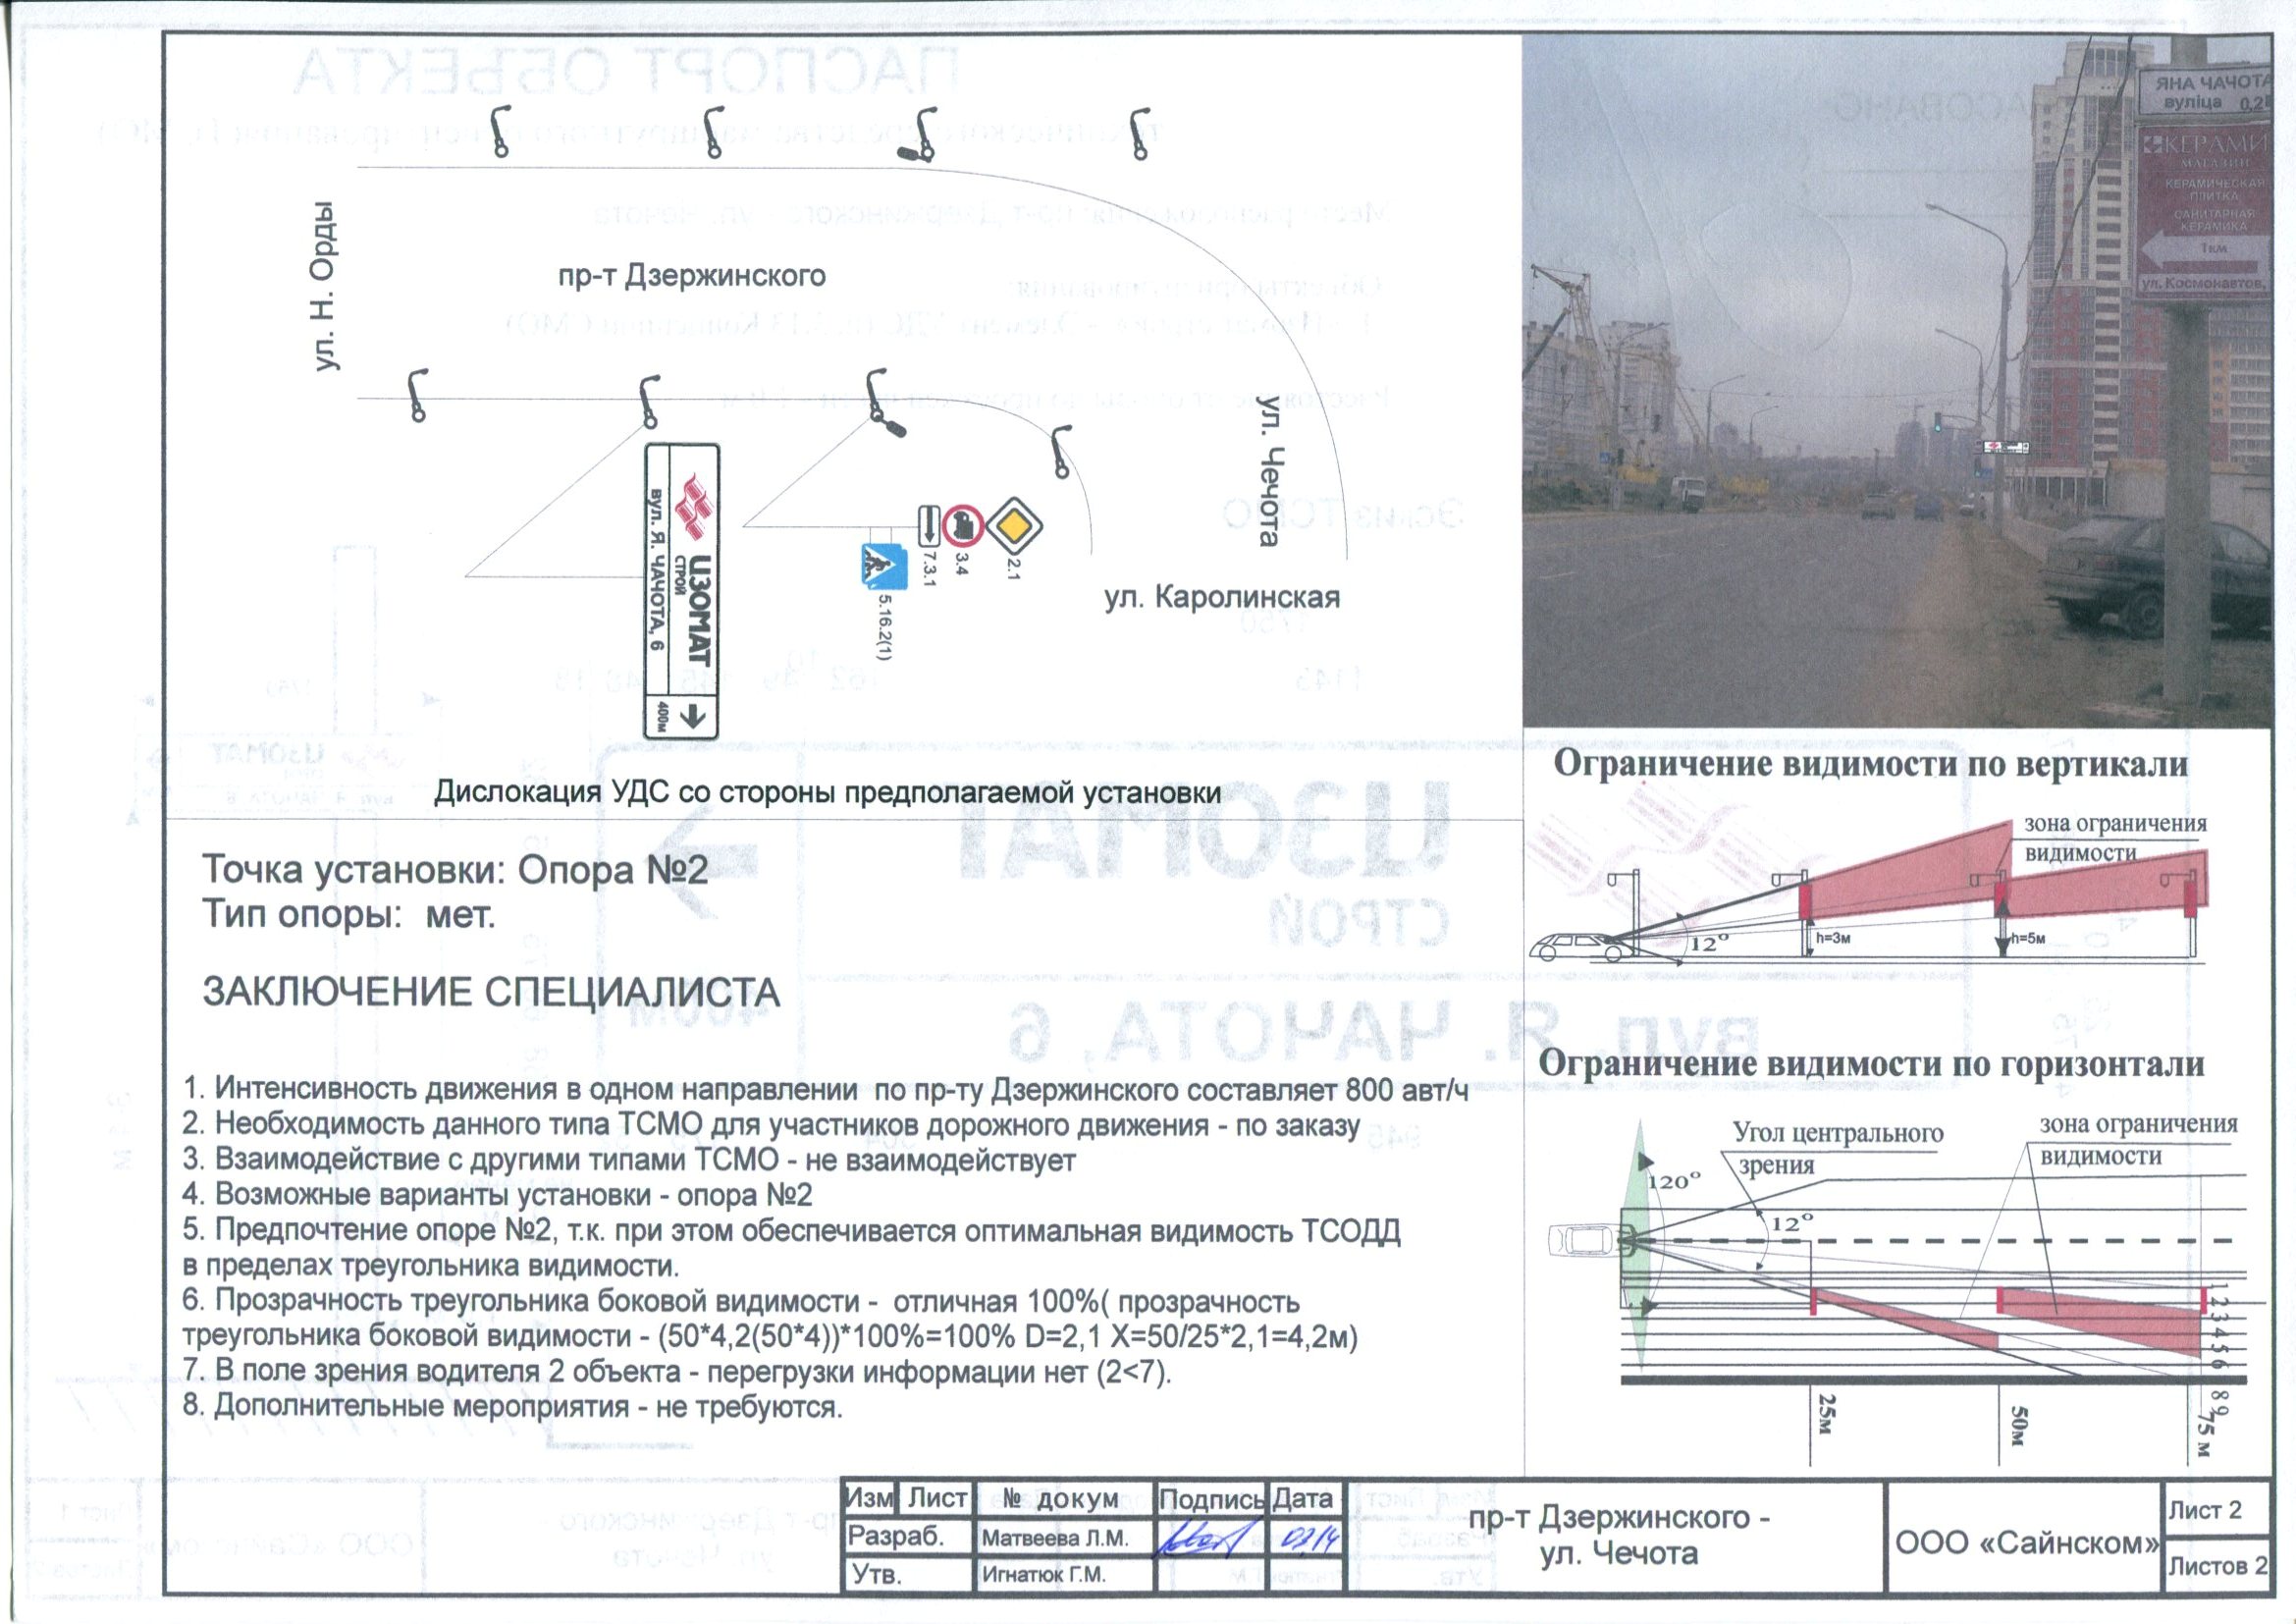 ул. Н. Орды
пр-т Дзержинского
ул. Чечота
ул. Каролинская
ИЗОМАТ
СТРОЙ
вул. Я. ЧАЧОТА, 6
400м
7.3.1
3.4
2.1
5.16.2(1)
Дислокация УДС со стороны предполагаемой установки
ЯНА ЧАЧОТА
вуліца
КЕРАМИ
МАГАЗИН
КЕРАМИЧЕСКАЯ
ПЛИТКА
САНИТАРНАЯ
КЕРАМИКА
1км
ул. Космонавтов,
Точка установки: Опора №2
Тип опоры: мет.
ЗАКЛЮЧЕНИЕ СПЕЦИАЛИСТА
1. Интенсивность движения в одном направлении по пр-ту Дзержинского составляет 800 авт/ч
2. Необходимость данного типа ТСМО для участников дорожного движения - по заказу
3. Взаимодействие с другими типами ТСМО - не взаимодействует
4. Возможные варианты установки - опора №2
5. Предпочтение опоре №2, т.к. при этом обеспечивается оптимальная видимость ТСОДД
в пределах треугольника видимости.
6. Прозрачность треугольника боковой видимости - отличная 100%( прозрачность
треугольника боковой видимости - (50*4,2(50*4))*100%=100% D=2,1 X=50/25*2,1=4,2м)
7. В поле зрения водителя 2 объекта - перегрузки информации нет (2<7).
8. Дополнительные мероприятия - не требуются.
Ограничение видимости по вертикали
зона ограничения
видимости
12°
h=3м
h=5м
Ограничение видимости по горизонтали
Угол центрального
зрения
зона ограничения
видимости
120°
12°
1 2 3 4 5 6 8 9
25м
50м
75 м
Изм Лист № докум Подпись Дата
Разраб. Матвеева Л.М. 03,14
Утв. Игнатюк Г.М.
пр-т Дзержинского -
ул. Чечота
ООО «Сайнском»
Лист 2
Листов 2